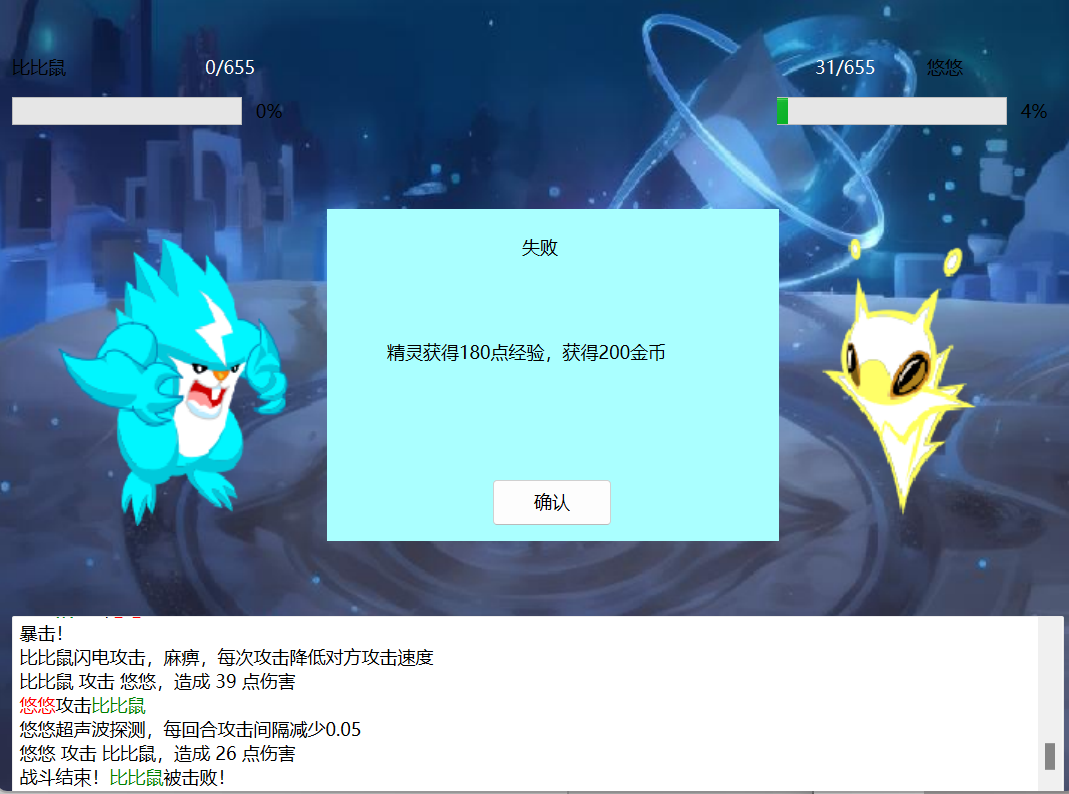 比比鼠 0/655 31/655 悠悠
0% 4%
失败
精灵获得180点经验，获得200金币
确认
暴击！
比比鼠闪电攻击，麻痹，每次攻击降低对方攻击速度
比比鼠 攻击 悠悠，造成 39 点伤害
悠悠攻击比比鼠
悠悠超声波探测，每回合攻击间隔减少0.05
悠悠 攻击 比比鼠，造成 26 点伤害
战斗结束！比比鼠被击败！